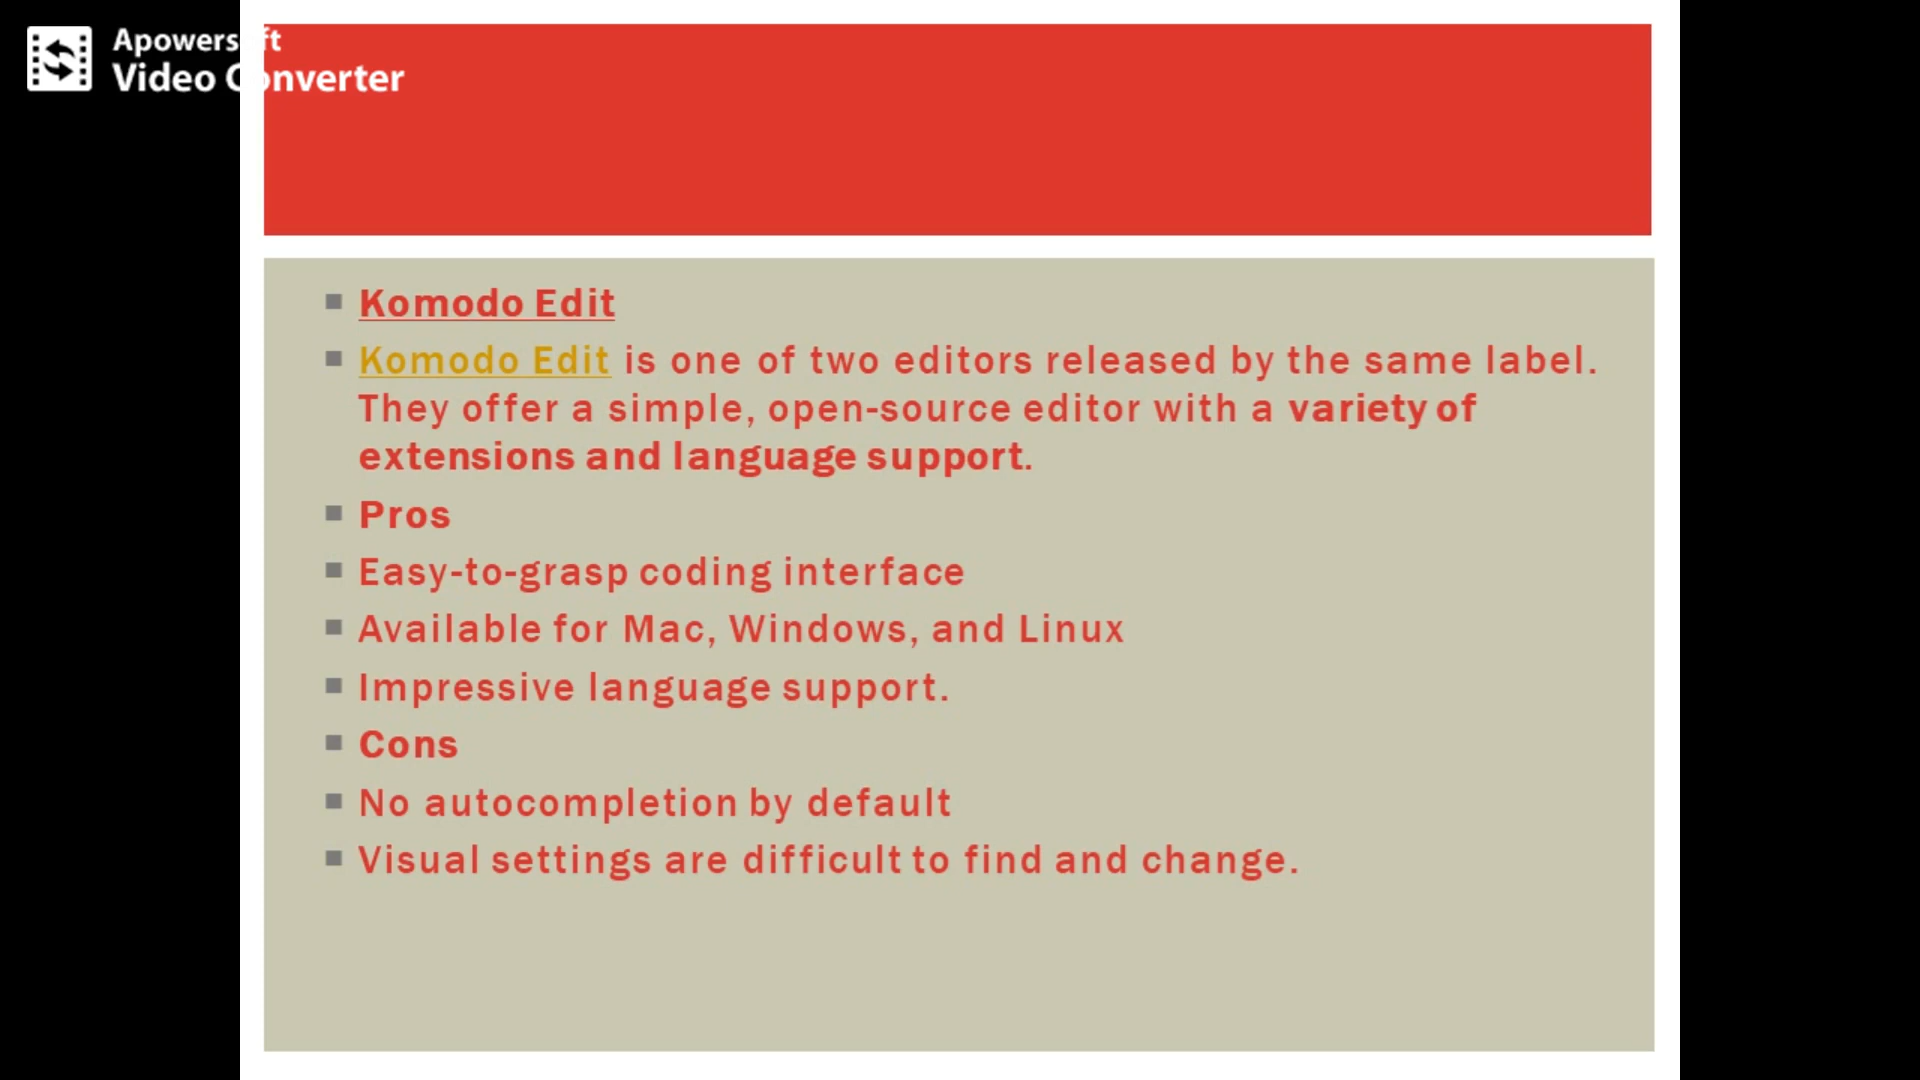 Apowersoft
Video Converter
Komodo Edit
Komodo Edit is one of two editors released by the same label.
They offer a simple, open-source editor with a variety of
extensions and language support.
Pros
Easy-to-grasp coding interface
Available for Mac, Windows, and Linux
Impressive language support.
Cons
No autocompletion by default
Visual settings are difficult to find and change.